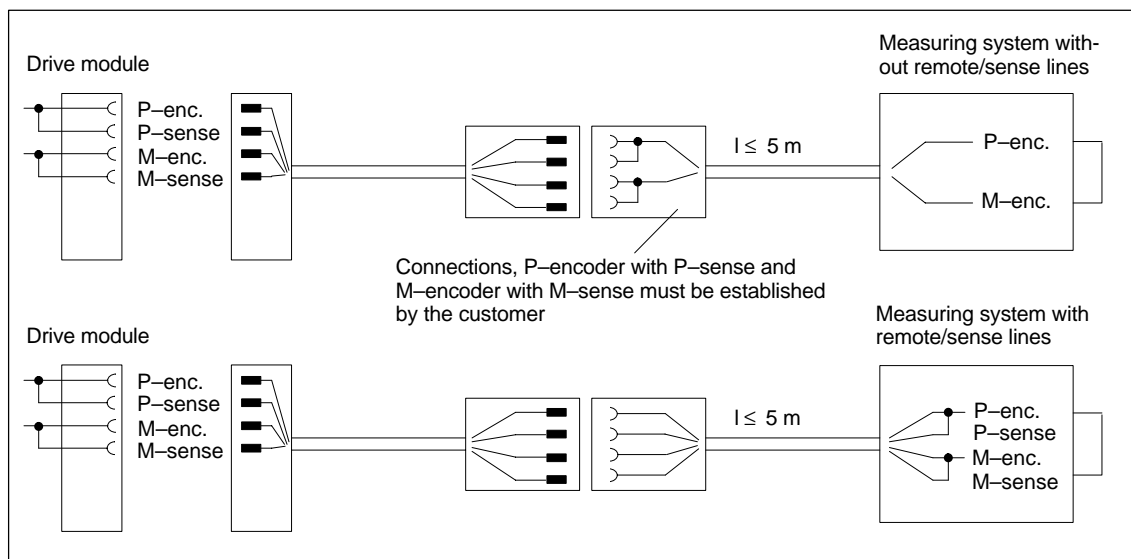 Drive module
P–enc.
P–sense
M–enc.
M–sense
l ≤ 5 m
Measuring system with-
out remote/sense lines
P–enc.
M–enc.
Connections, P–encoder with P–sense and
M–encoder with M–sense must be established
by the customer
Drive module
P–enc.
P–sense
M–enc.
M–sense
l ≤ 5 m
Measuring system with
remote/sense lines
P–enc.
P–sense
M–enc.
M–sense